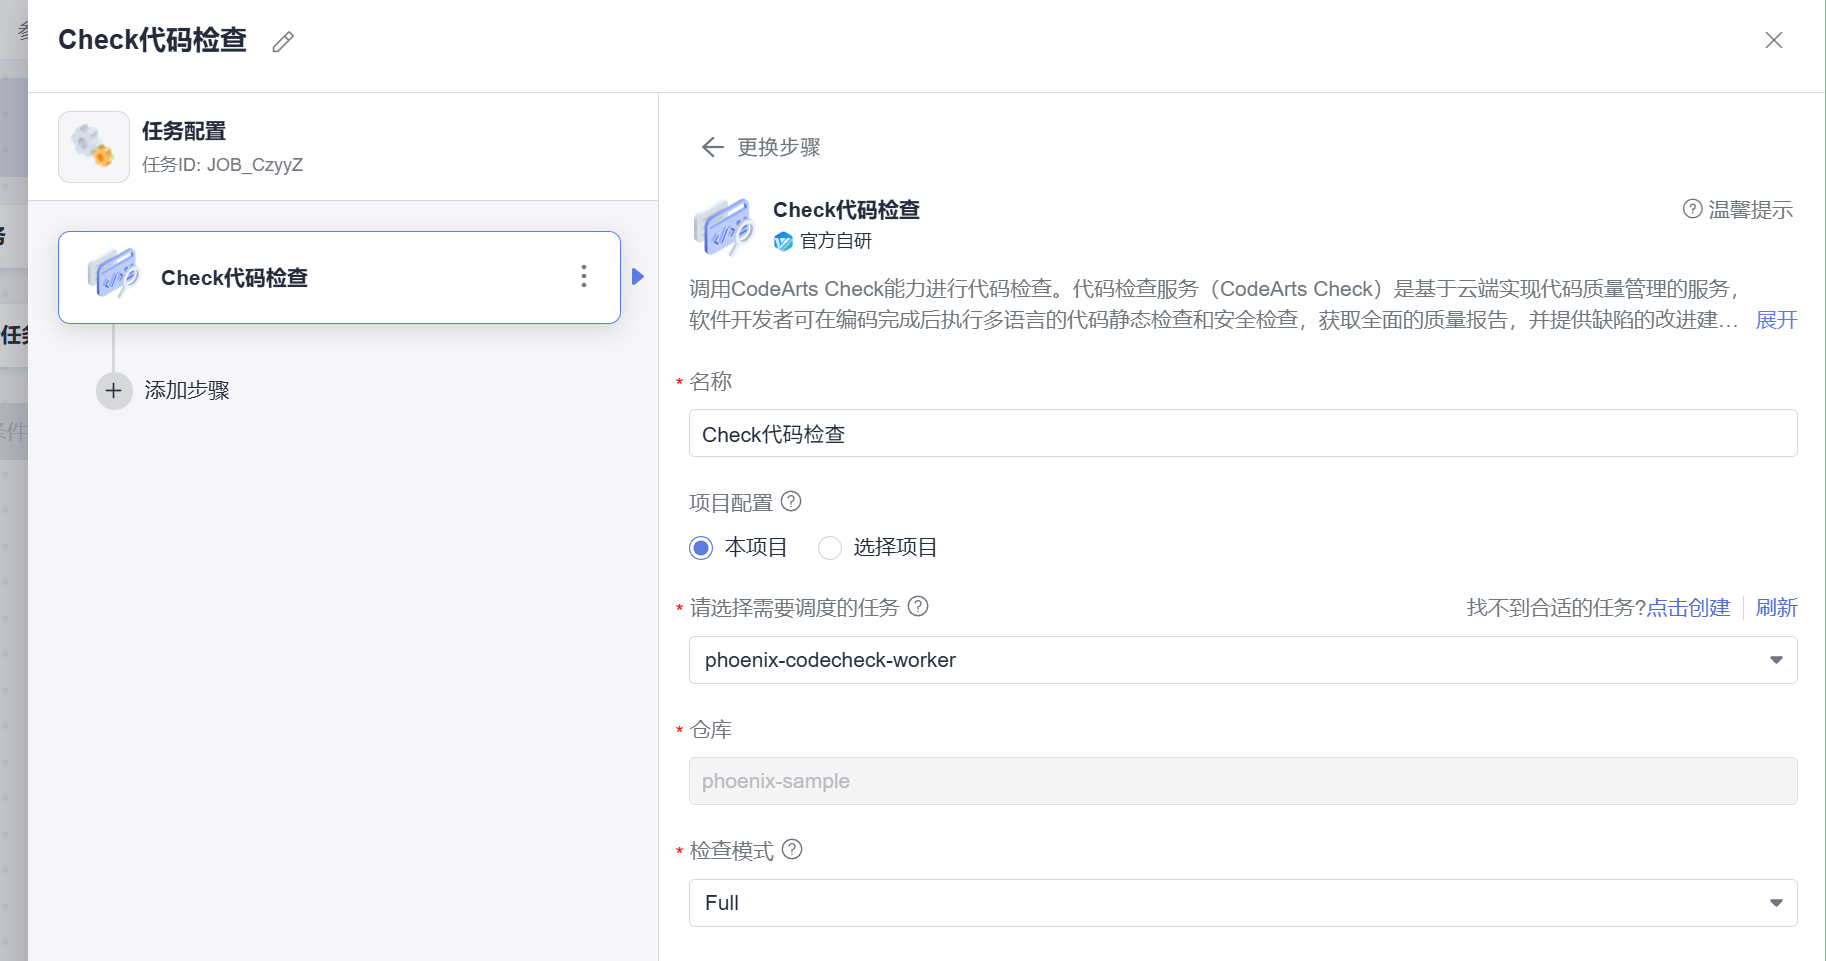 Check代码检查
任务配置
任务ID: JOB_CzyyZ
Check代码检查
添加步骤
更换步骤
Check代码检查
温馨提示
官方自研
调用CodeArts Check能力进行代码检查。代码检查服务（CodeArts Check）是基于云端实现代码质量管理的服务，
软件开发者可在编码完成后执行多语言的代码静态检查和安全检查，获取全面的质量报告，并提供缺陷的改进建... 展开
* 名称
Check代码检查
项目配置
本项目 选择项目
* 请选择需要调度的任务
找不到合适的任务?点击创建 刷新
phoenix-codecheck-worker
* 仓库
phoenix-sample
* 检查模式
Full
任务
条件